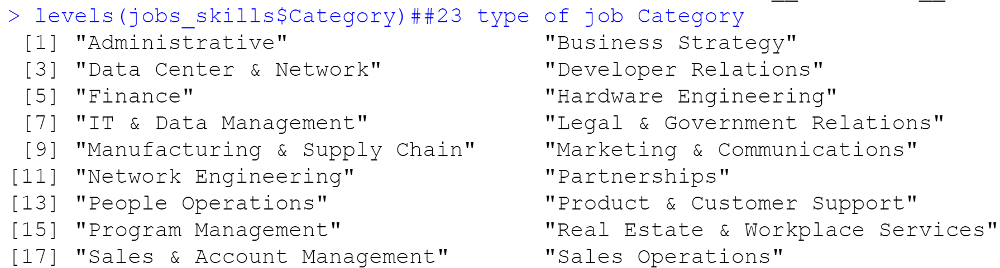 > levels(jobs_skills$Category)##23 type of job Category
[1] "Administrative" "Business Strategy"
[3] "Data Center & Network" "Developer Relations"
[5] "Finance" "Hardware Engineering"
[7] "IT & Data Management" "Legal & Government Relations"
[9] "Manufacturing & Supply Chain" "Marketing & Communications"
[11] "Network Engineering" "Partnerships"
[13] "People Operations" "Product & Customer Support"
[15] "Program Management" "Real Estate & Workplace Services"
[17] "Sales & Account Management" "Sales Operations"